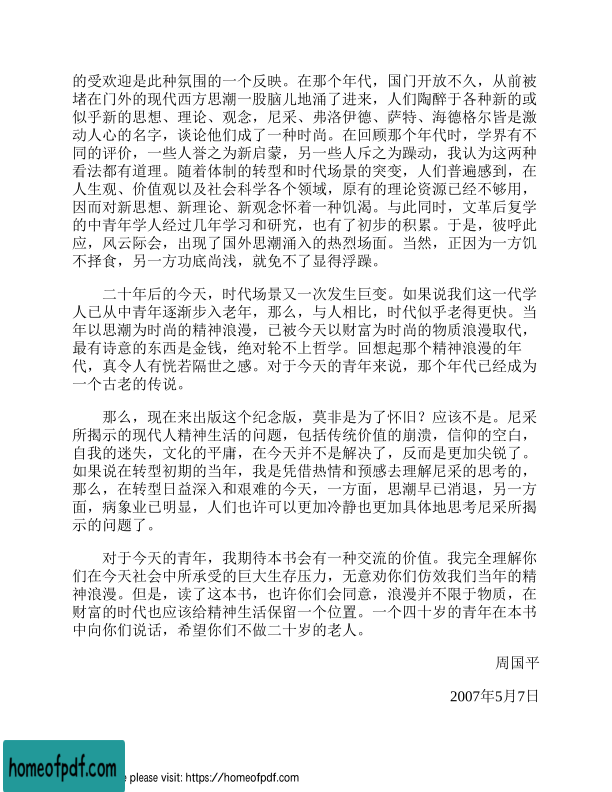 的受欢迎是此种氛围的一个反映。在那个年代，国门开放不久，从前被
堵在门外的现代西方思潮一股脑儿地涌了进来，人们陶醉于各种新的或
似乎新的思想、理论、观念，尼采、弗洛伊德、萨特、海德格尔皆是激
动人心的名字，谈论他们成了一种时尚。在回顾那个年代时，学界有不
同的评价，一些人誉之为新启蒙，另一些人斥之为躁动，我认为这两种
看法都有道理。随着体制的转型和时代场景的突变，人们普遍感到，在
人生观、价值观以及社会科学各个领域，原有的理论资源已经不够用，
因而对新思想、新理论、新观念怀着一种饥渴。与此同时，文革后复学
的中青年学人经过几年学习和研究，也有了初步的积累。于是，彼呼此
应，风云际会，出现了国外思潮涌入的热烈场面。当然，正因为一方饥
不择食，另一方功底尚浅，就免不了显得浮躁。
二十年后的今天，时代场景又一次发生巨变。如果说我们这一代学
人已从中青年逐渐步入老年，那么，与人相比，时代似乎老得更快。当
年以思潮为时尚的精神浪漫，已被今天以财富为时尚的物质浪漫取代，
最有诗意的东西是金钱，绝对轮不上哲学。回想起那个精神浪漫的年
代，真令人有恍若隔世之感。对于今天的青年来说，那个年代已经成为
一个古老的传说。
那么，现在来出版这个纪念版，莫非是为了怀旧？应该不是。尼采
所揭示的现代人精神生活的问题，包括传统价值的崩溃，信仰的空白，
自我的迷失，文化的平庸，在今天并不是解决了，反而是更加尖锐了。
如果说在转型初期的当年，我是凭借热情和预感去理解尼采的思考的，
那么，在转型日益深入和艰难的今天，一方面，思潮早已消退，另一方
面，病象业已明显，人们也许可以更加冷静也更加具体地思考尼采所揭
示的问题了。
对于今天的青年，我期待本书会有一种交流的价值。我完全理解你
们在今天社会中所承受的巨大生存压力，无意劝你们仿效我们当年的精
神浪漫。但是，读了这本书，也许你们会同意，浪漫并不限于物质，在
财富的时代也应该给精神生活保留一个位置。一个四十岁的青年在本书
中向你们说话，希望你们不做二十岁的老人。
周国平
2007年5月7日
homeofpdf.com
e please visit: https://homeofpdf.com